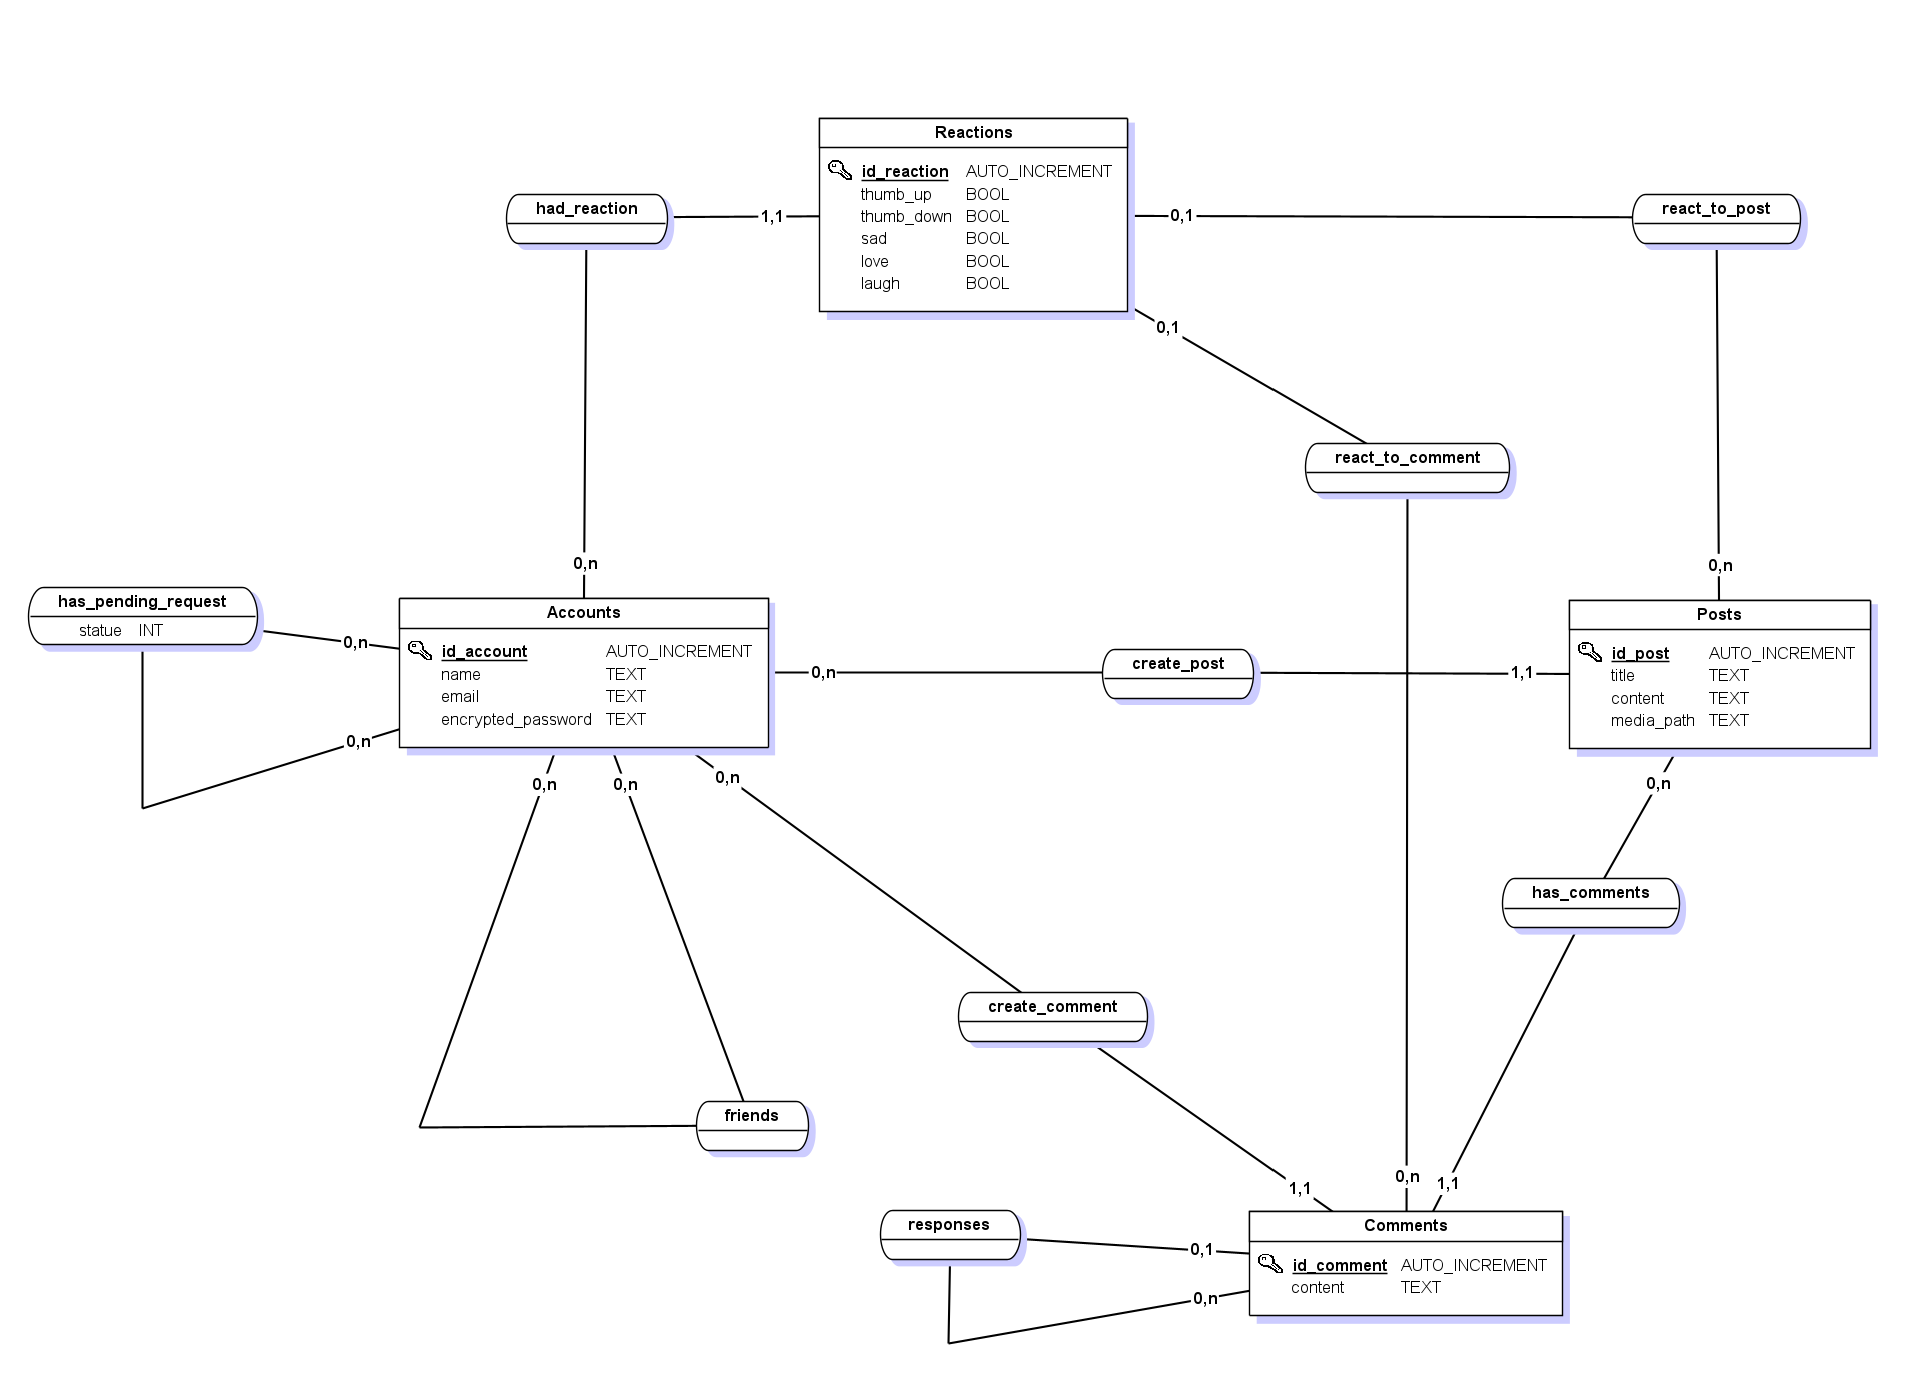 Reactions
id_reaction AUTO_INCREMENT
thumb_up BOOL
thumb_down BOOL
sad BOOL
love BOOL
laugh BOOL
had_reaction
1,1
0,1
react_to_post
0,1
react_to_comment
0,n
0,n
has_pending_request
statue INT
0,n
0,n
Accounts
id_account AUTO_INCREMENT
name TEXT
email TEXT
encrypted_password TEXT
0,n
create_post
1,1
Posts
id_post AUTO_INCREMENT
title TEXT
content TEXT
media_path TEXT
0,n
0,n
0,n
0,n
has_comments
create_comment
friends
1,1
0,n
1,1
responses
0,1
0,n
Comments
id_comment AUTO_INCREMENT
content TEXT